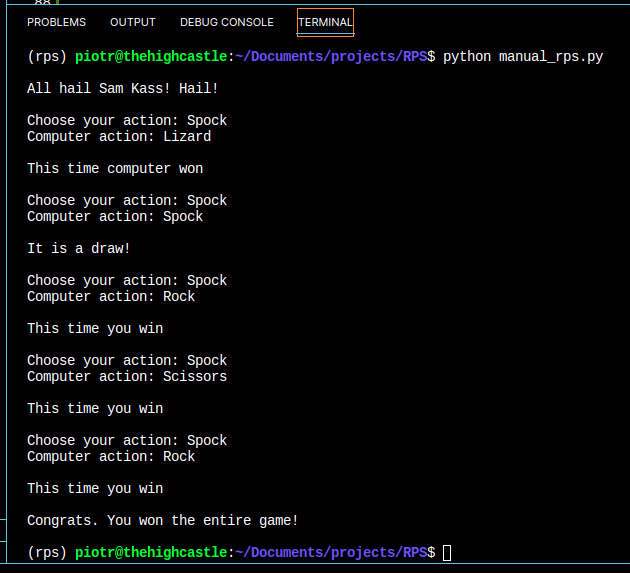 88
PROBLEMS OUTPUT DEBUG CONSOLE TERMINAL
(rps) piotr@thehighcastle:~/Documents/projects/RPS$ python manual_rps.py
All hail Sam Kass! Hail!
Choose your action: Spock
Computer action: Lizard
This time computer won
Choose your action: Spock
Computer action: Spock
It is a draw!
Choose your action: Spock
Computer action: Rock
This time you win
Choose your action: Spock
Computer action: Scissors
This time you win
Choose your action: Spock
Computer action: Rock
This time you win
Congrats. You won the entire game!
(rps) piotr@thehighcastle:~/Documents/projects/RPS$